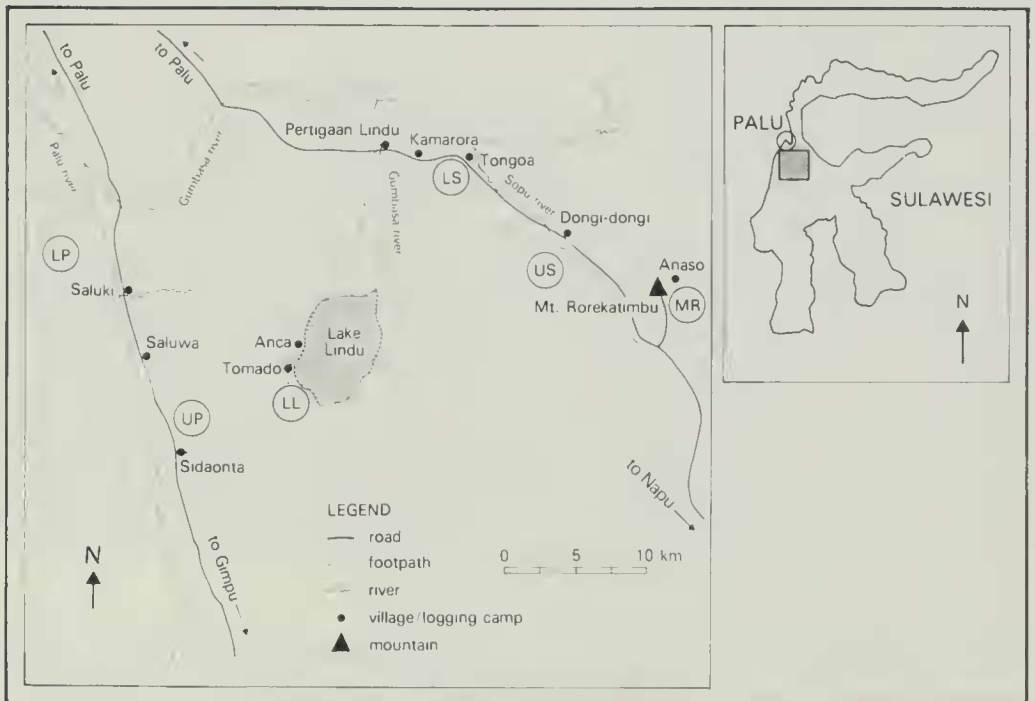 to Palu
to Palu
Pertigaan Lindu
Kamarora
Tongoa
LS
Sopu river
Palu river
Gumbasa river
Gumbasa river
Dongi-dongi
LP
US
Anaso
Saluki
Mt. Rorekatimbu
MR
Saluwa
Anca
Lake
Lindu
Tomado
LL
UP
Sidaonta
to Napu
to Gimpu
N
LEGEND
road
footpath
river
village/logging camp
mountain
0 5 10 km
PALU
SULAWESI
N